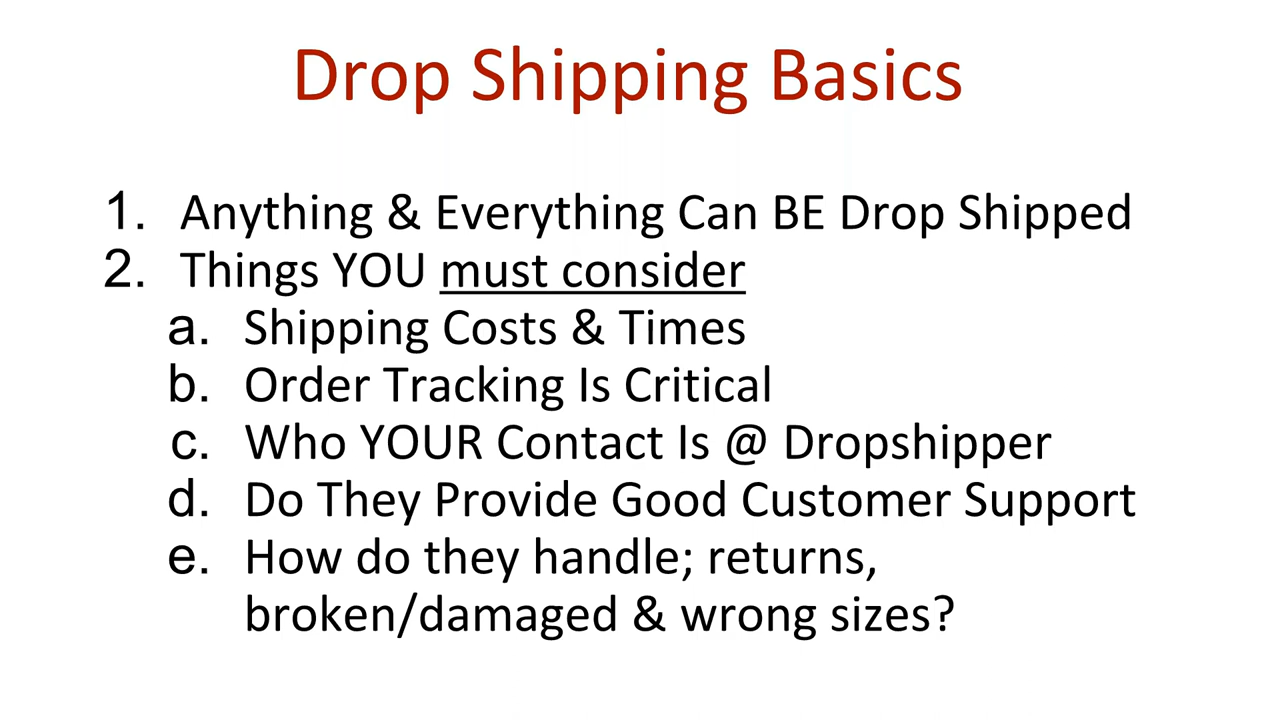 Drop Shipping Basics
1. Anything & Everything Can BE Drop Shipped
2. Things YOU must consider
a. Shipping Costs & Times
b. Order Tracking Is Critical
c. Who YOUR Contact Is @ Dropshipper
d. Do They Provide Good Customer Support
e. How do they handle; returns,
broken/damaged & wrong sizes?